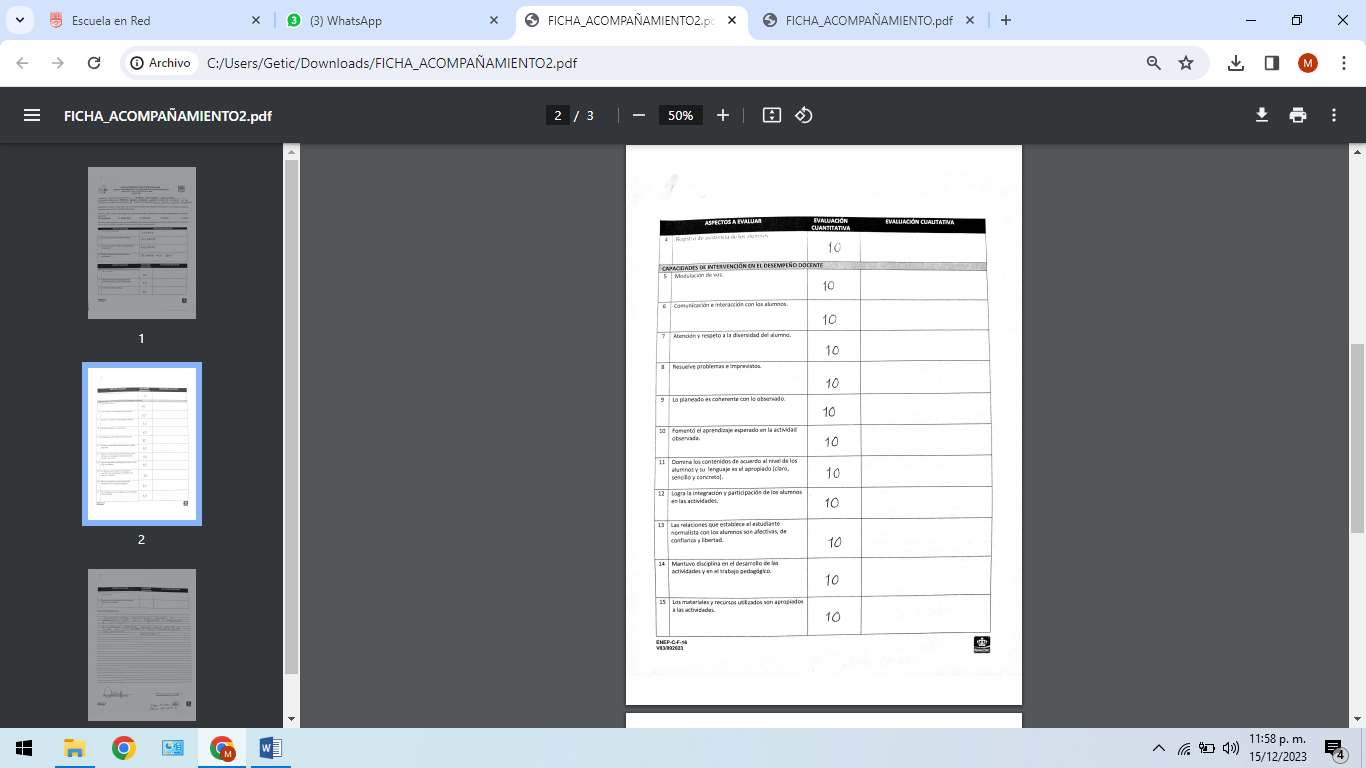 Escuela en Red
3 (3) WhatsApp
FICHA_ACOMPAÑAMIENTO2.pd
FICHA_ACOMPAÑAMIENTO.pdf
Archivo C:/Users/Getic/Downloads/FICHA_ACOMPAÑAMIENTO2.pdf
M
FICHA_ACOMPAÑAMIENTO2.pdf
2 / 3
50%
1
2
ASPECTOS A EVALUAR EVALUACIÓN CUANTITATIVA EVALUACIÓN CUALITATIVA
4 Registro de asistencia de los alumnos. 10
CAPACIDADES DE INTERVENCIÓN EN EL DESEMPEÑO DOCENTE
5 Modulación de voz. 10
6 Comunicación e interacción con los alumnos. 10
7 Atención y respeto a la diversidad del alumno. 10
8 Resuelve problemas e imprevistos. 10
9 Lo planeado es coherente con lo observado. 10
10 Fomentó el aprendizaje esperado en la actividad
observada. 10
11 Domina los contenidos de acuerdo al nivel de los
alumnos y su lenguaje es el apropiado (claro,
sencillo y concreto). 10
12 Logra la integración y participación de los alumnos
en las actividades. 10
13 Las relaciones que establece el estudiante
normalista con los alumnos son afectivas, de
confianza y libertad. 10
14 Mantuvo disciplina en el desarrollo de las
actividades y en el trabajo pedagógico. 10
15 Los materiales y recursos utilizados son apropiados
a las actividades. 10
ENEP-C-F-16
V03/092023
M
11:58 p. m.
15/12/2023
4